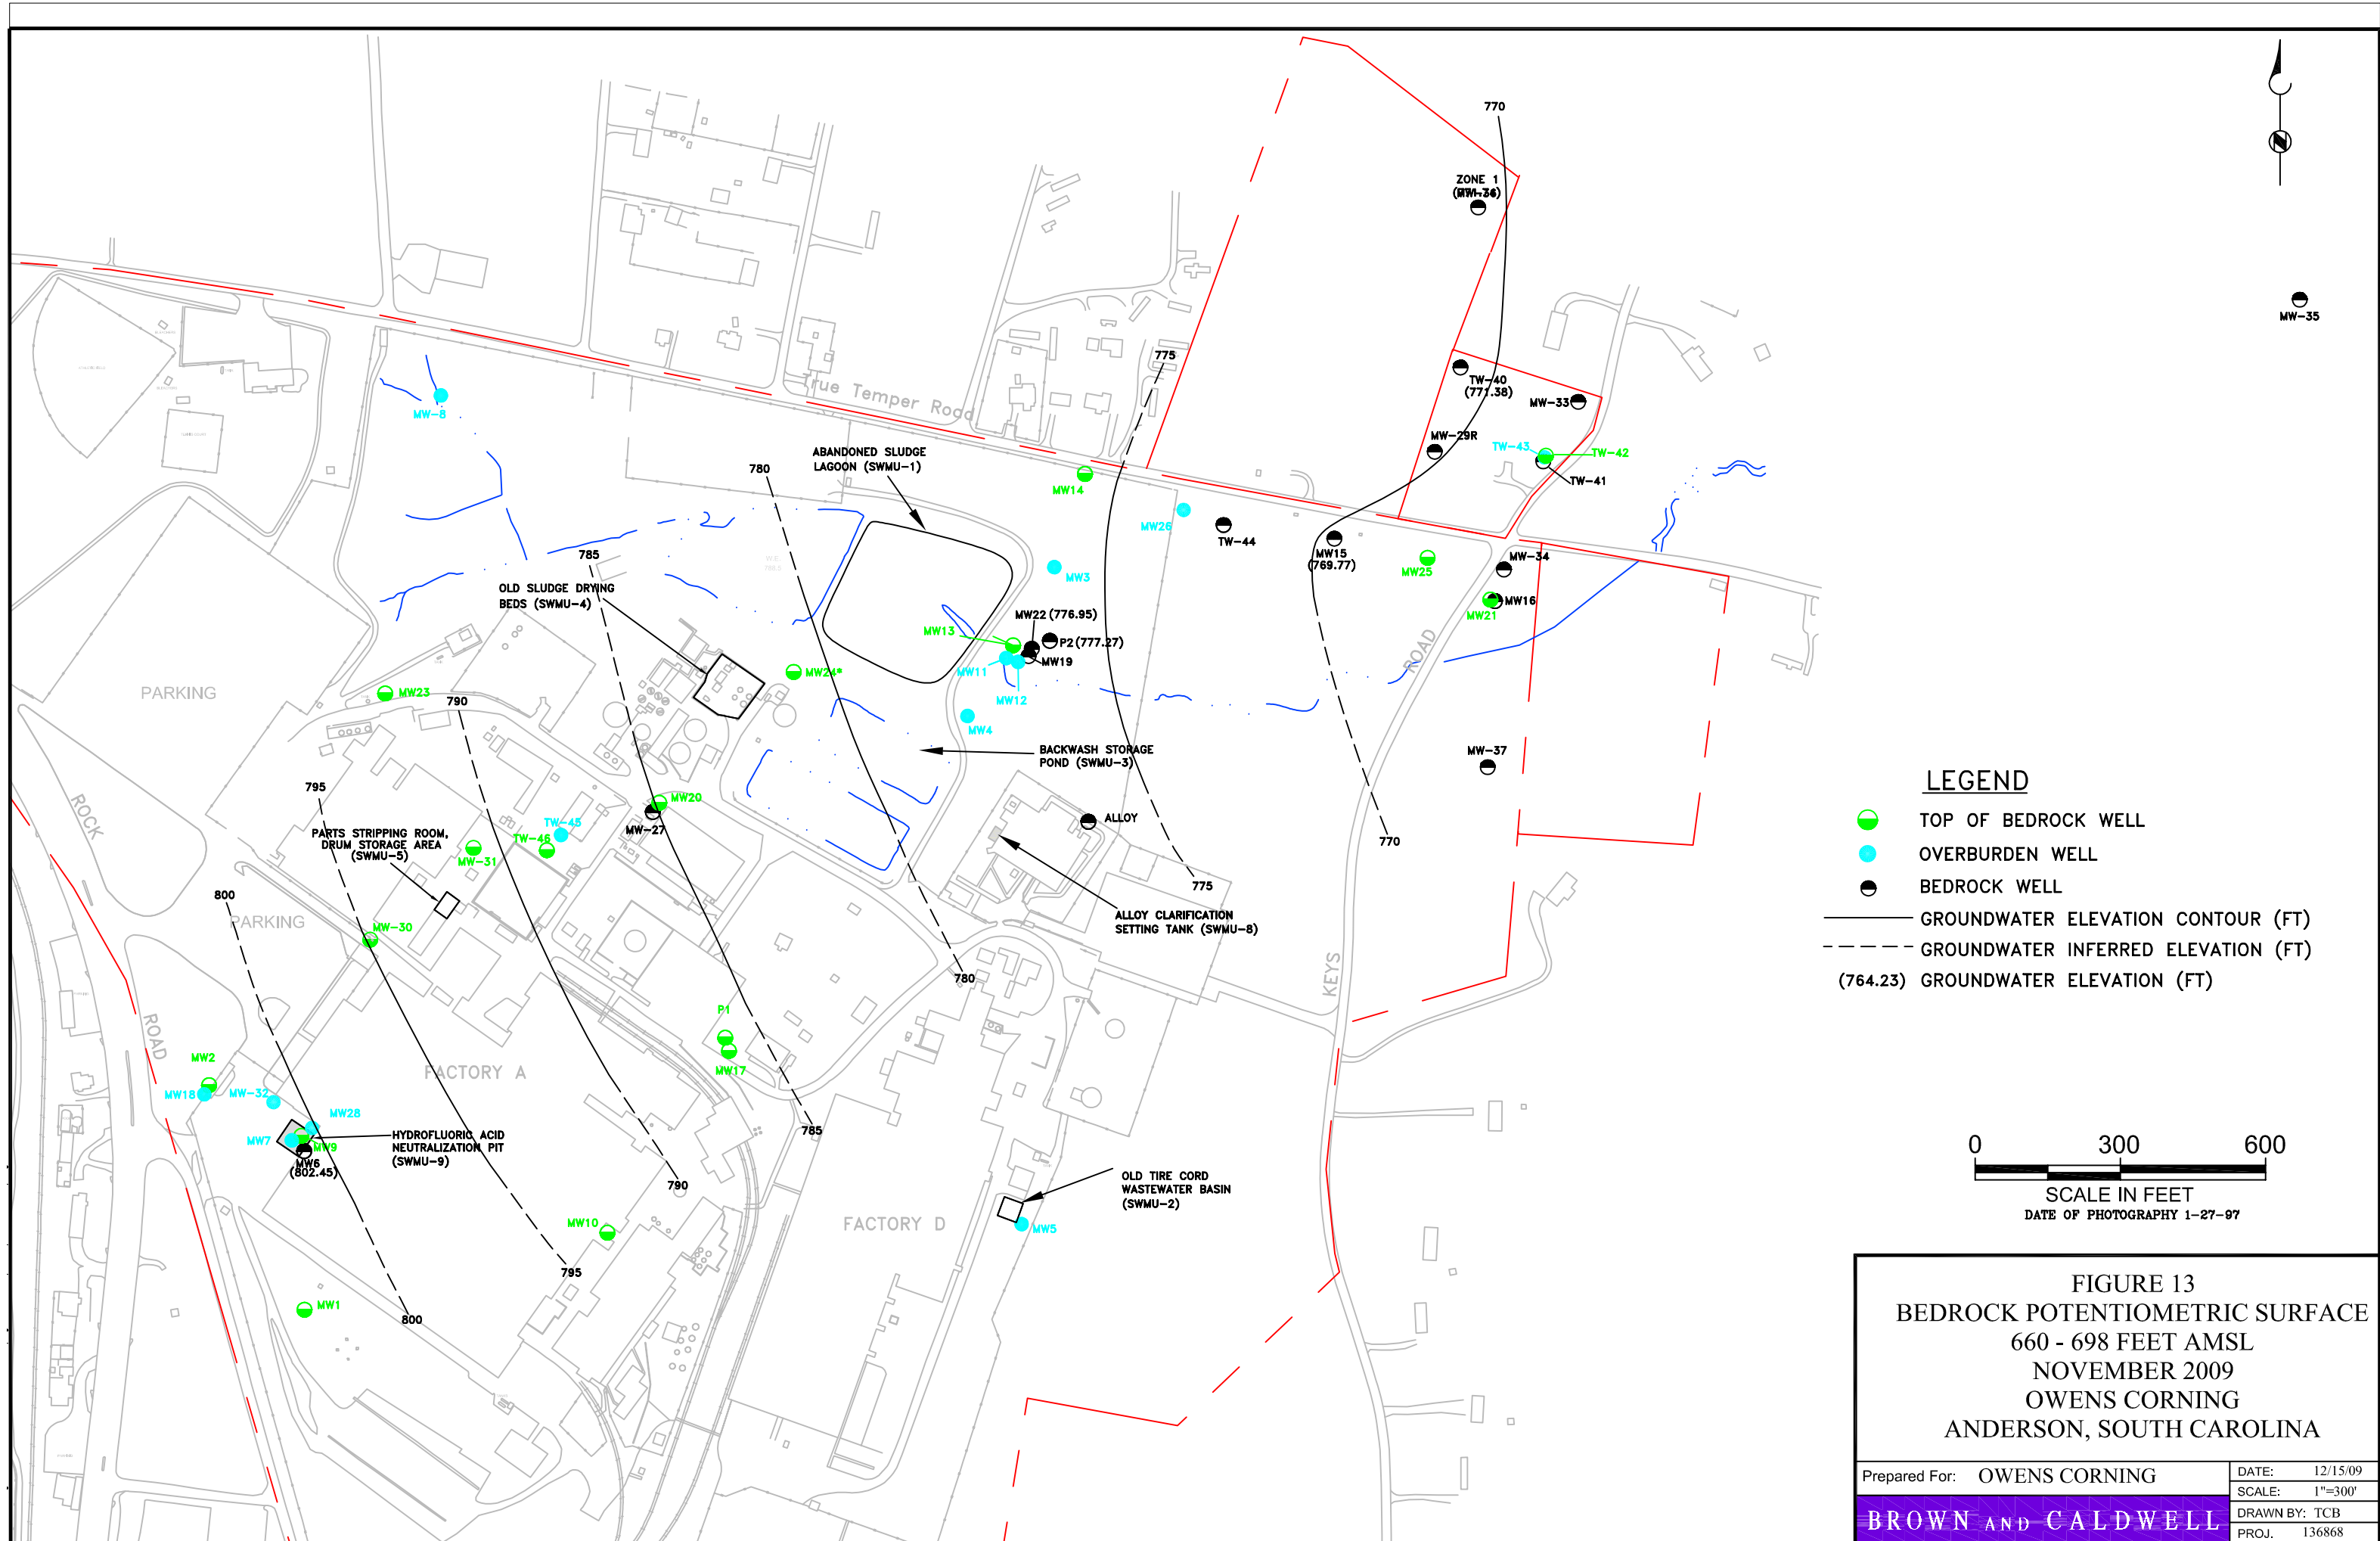 770
ZONE 1
MW-35
775
TW-40
(771.38)
MW-33
MW-8
True Temper Road
MW-29R
TW-43
TW-42
TW-41
ABANDONED SLUDGE
LAGOON (SWMU-1)
780
MW14
MW26
TW-44
MW15
(769.77)
MW25
MW-34
MW21
MW16
785
OLD SLUDGE DRYING
BEDS (SWMU-4)
MW3
MW22 (776.95)
MW13
P2 (777.27)
MW19
MW11
MW12
MW24*
MW4
ROAD
PARKING
MW23
790
BACKWASH STORAGE
POND (SWMU-3)
MW-37
795
ROCK
PARTS STRIPPING ROOM,
DRUM STORAGE AREA
(SWMU-5)
TW-45
TW-46
MW-31
MW20
MW-27
ALLOY
770
775
800
PARKING
MW-30
ALLOY CLARIFICATION
SETTING TANK (SWMU-8)
780
KEYS
ROAD
P1
MW17
MW2
MW18
MW-32
MW28
MW7
MW9
MW6
(802.45)
FACTORY A
HYDROFLUORIC ACID
NEUTRALIZATION PIT
(SWMU-9)
785
790
OLD TIRE CORD
WASTEWATER BASIN
(SWMU-2)
MW5
FACTORY D
MW10
795
MW1
800
LEGEND
TOP OF BEDROCK WELL
OVERBURDEN WELL
BEDROCK WELL
GROUNDWATER ELEVATION CONTOUR (FT)
GROUNDWATER INFERRED ELEVATION (FT)
(764.23) GROUNDWATER ELEVATION (FT)
N
0 300 600
SCALE IN FEET
DATE OF PHOTOGRAPHY 1-27-97
FIGURE 13
BEDROCK POTENTIOMETRIC SURFACE
660 - 698 FEET AMSL
NOVEMBER 2009
OWENS CORNING
ANDERSON, SOUTH CAROLINA
Prepared For: OWENS CORNING
DATE: 12/15/09
SCALE: 1"=300'
DRAWN BY: TCB
PROJ. 136868
BROWN AND CALDWELL